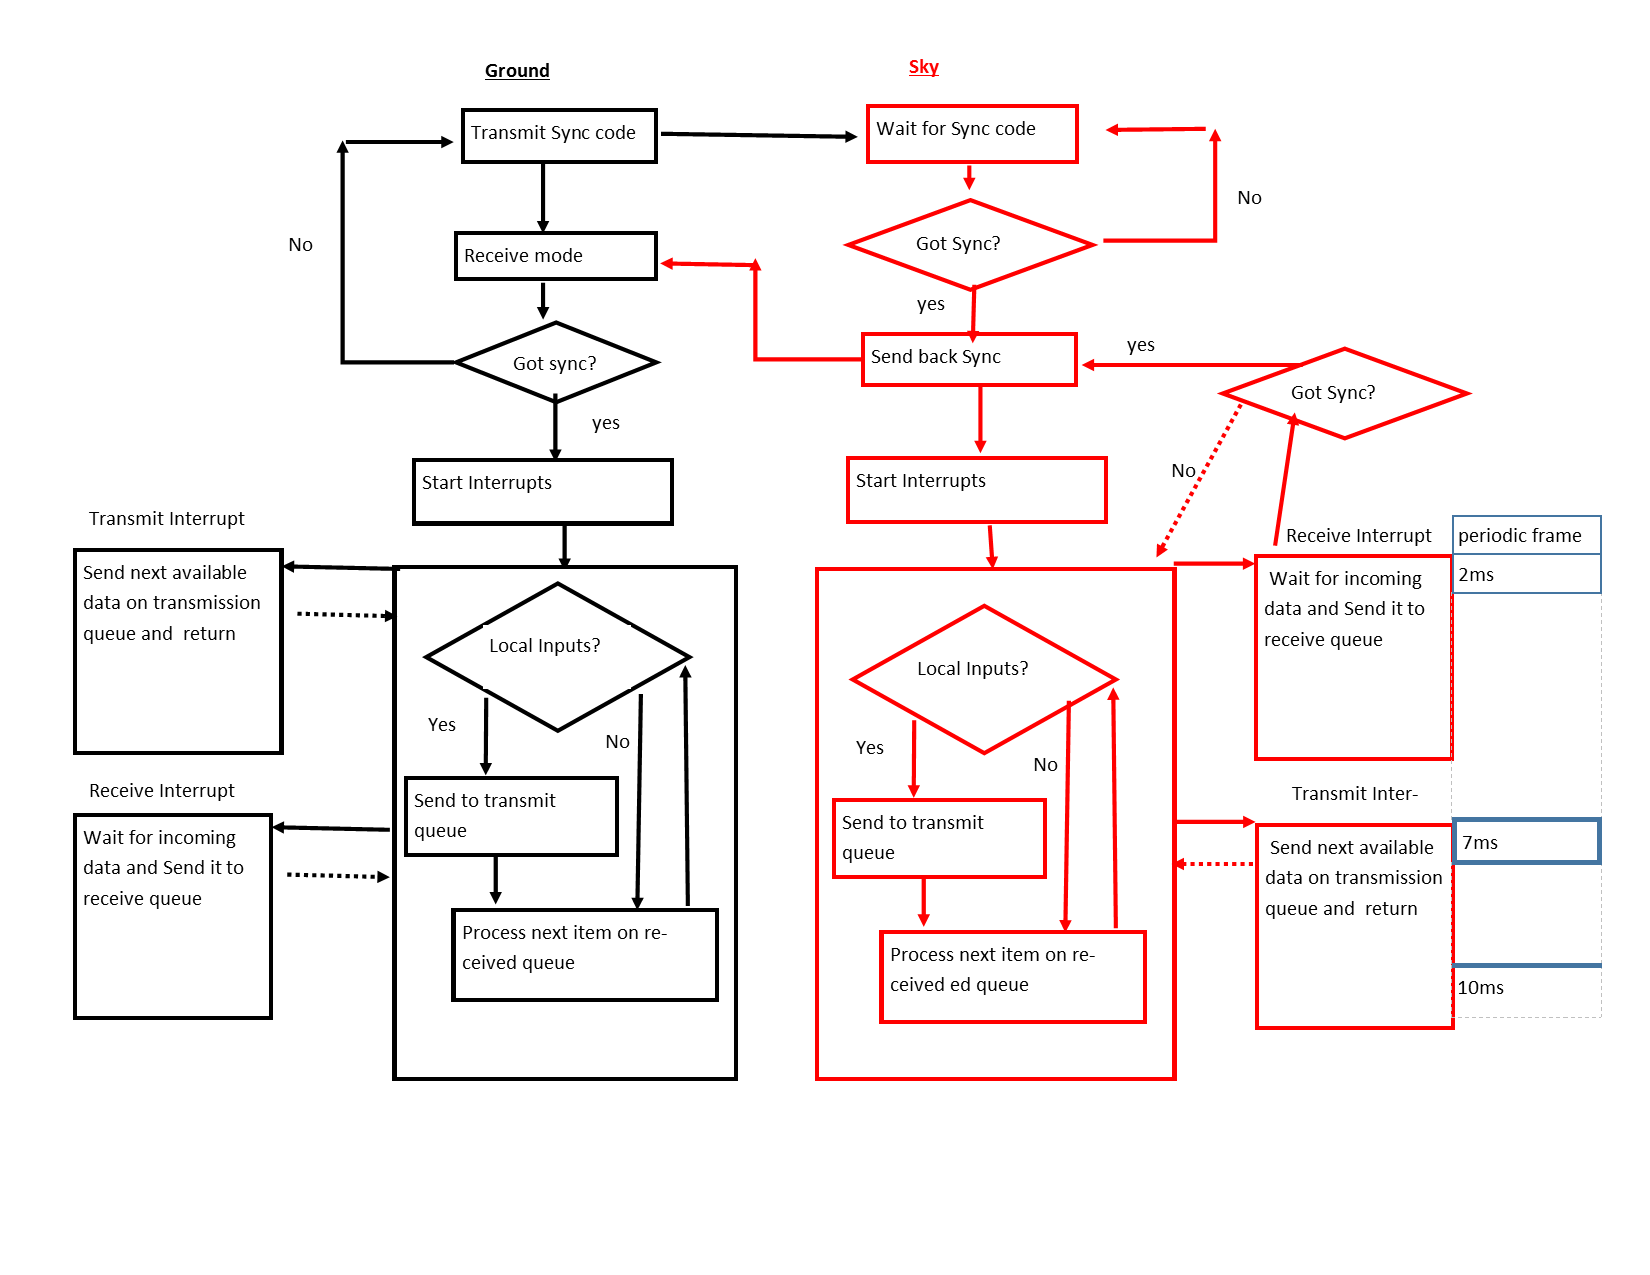 Ground
Sky
Transmit Sync code
Wait for Sync code
No
No
Got Sync?
Receive mode
yes
Got sync?
Send back Sync
yes
Got Sync?
yes
No
Start Interrupts
Start Interrupts
Transmit Interrupt
Send next available
data on transmission
queue and  return
Local Inputs?
Yes
No
Send to transmit
queue
Receive Interrupt
Wait for incoming
data and Send it to
receive queue
Process next item on re-
ceived queue
Local Inputs?
Yes
No
Send to transmit
queue
Process next item on re-
ceived ed queue
Receive Interrupt
Wait for incoming
data and Send it to
receive queue
periodic frame
2ms
Transmit Inter-
Send next available
data on transmission
queue and  return
7ms
10ms